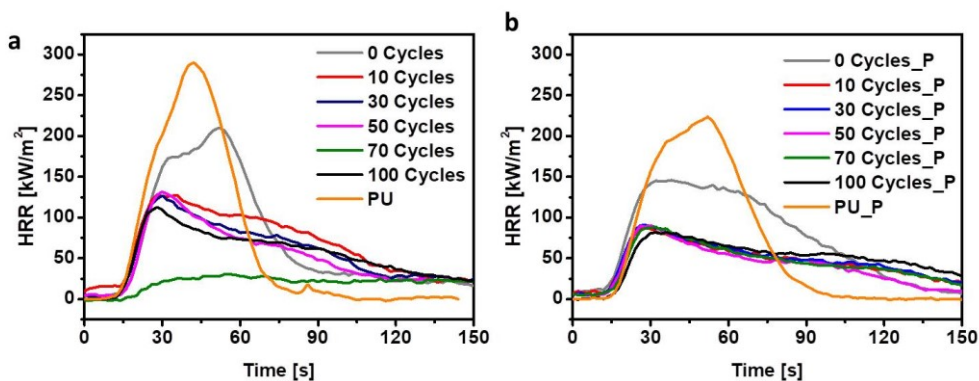 a
HRR [kW/m²]
300
250
200
150
100
50
0
0 Cycles
10 Cycles
30 Cycles
50 Cycles
70 Cycles
100 Cycles
PU
0 30 60 90 120 150
Time [s]
b
HRR [kW/m²]
300
250
200
150
100
50
0
0 Cycles_P
10 Cycles_P
30 Cycles_P
50 Cycles_P
70 Cycles_P
100 Cycles_P
PU_P
0 30 60 90 120 150
Time [s]